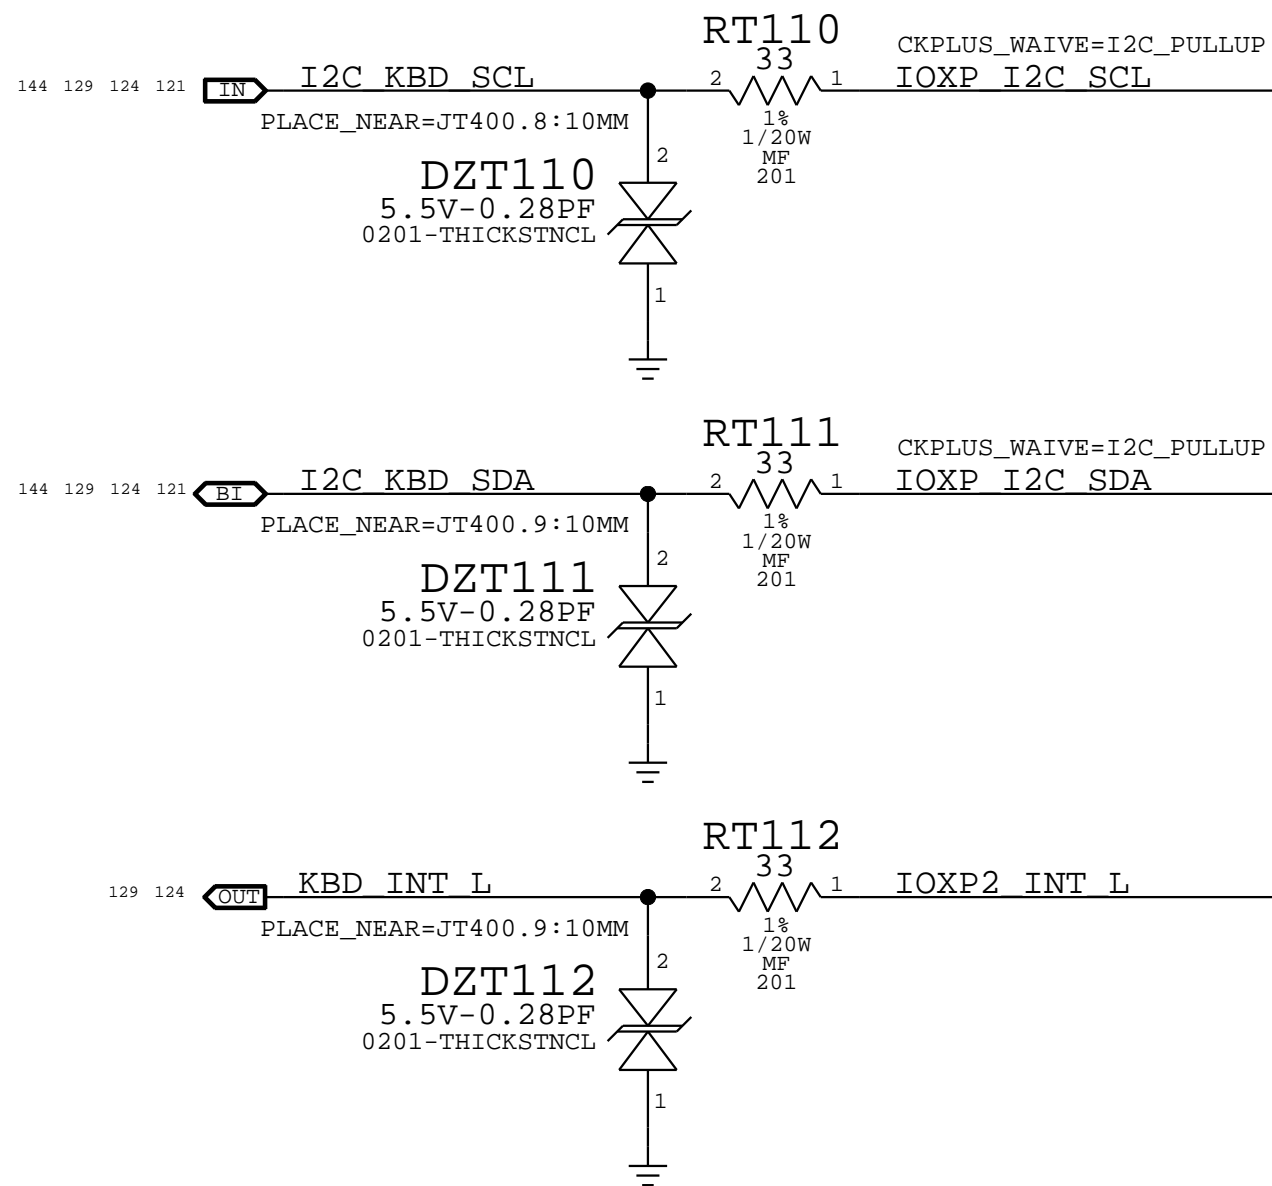 RT110
33
CKPLUS_WAIVE=I2C_PULLUP
144 129 124 121 IN I2C_KBD_SCL 2 1 IOXP_I2C_SCL
PLACE_NEAR=JT400.8:10MM
1%
1/20W
MF
201
2
DZT110
5.5V-0.28PF
0201-THICKSTNCL
1
RT111
33
CKPLUS_WAIVE=I2C_PULLUP
144 129 124 121 BI I2C_KBD_SDA 2 1 IOXP_I2C_SDA
PLACE_NEAR=JT400.9:10MM
1%
1/20W
MF
201
2
DZT111
5.5V-0.28PF
0201-THICKSTNCL
1
RT112
33
129 124 OUT KBD_INT_L 2 1 IOXP2_INT_L
PLACE_NEAR=JT400.9:10MM
1%
1/20W
MF
201
2
DZT112
5.5V-0.28PF
0201-THICKSTNCL
1